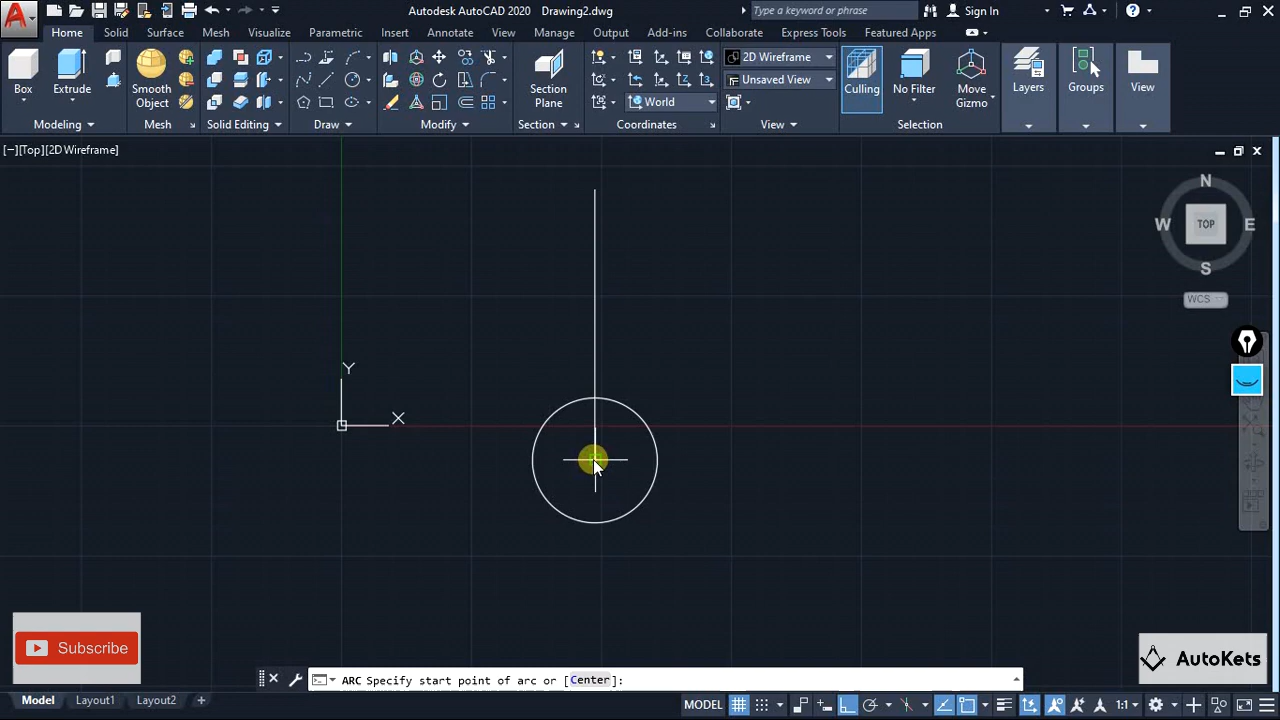 Autodesk AutoCAD 2020 Drawing2.dwg
Type a keyword or phrase
Sign In
Home Solid Surface Mesh Visualize Parametric Insert Annotate View Manage Output Add-ins Collaborate Express Tools Featured Apps
Box
Extrude
Smooth Object
Section Plane
World
2D Wireframe
Unsaved View
Culling
No Filter
Move Gizmo
Layers
Groups
View
Modeling Mesh Solid Editing Draw Modify Section Coordinates View Selection
[−][Top][2D Wireframe]
N
W TOP E
S
WCS
Y
X
Subscribe
AutoKets
ARC Specify start point of arc or [Center]:
Model Layout1 Layout2 +
MODEL
1:1